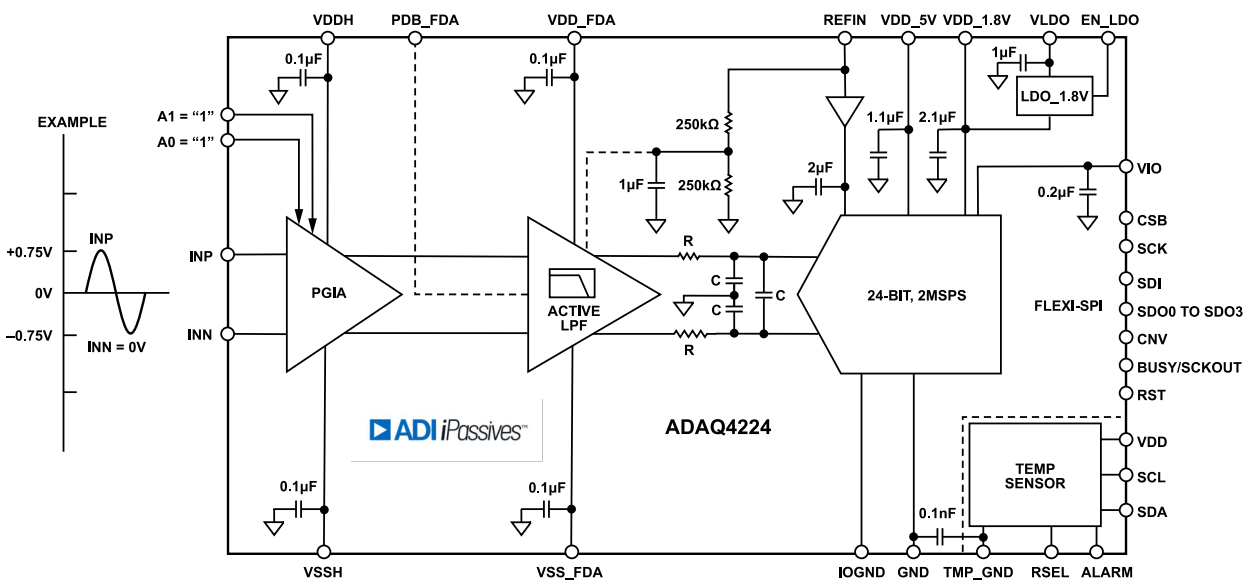 VDDH
PDB_FDA
VDD_FDA
REFIN
VDD_5V
VDD_1.8V
VLDO
EN_LDO
0.1µF
0.1µF
1µF
LDO_1.8V
A1 = “1”
A0 = “1”
EXAMPLE
250kΩ
1.1µF
2.1µF
1µF
250kΩ
2µF
0.2µF
VIO
CSB
SCK
SDI
SDO0 TO SDO3
CNV
BUSY/SCKOUT
RST
+0.75V
0V
–0.75V
INP
INN = 0V
INP
INN
PGIA
ACTIVE
LPF
R
R
C
C
C
24-BIT, 2MSPS
FLEXI-SPI
ADI iPassives™
ADAQ4224
TEMP
SENSOR
VDD
SCL
SDA
0.1µF
0.1µF
0.1nF
VSSH
VSS_FDA
IOGND
GND
TMP_GND
RSEL
ALARM